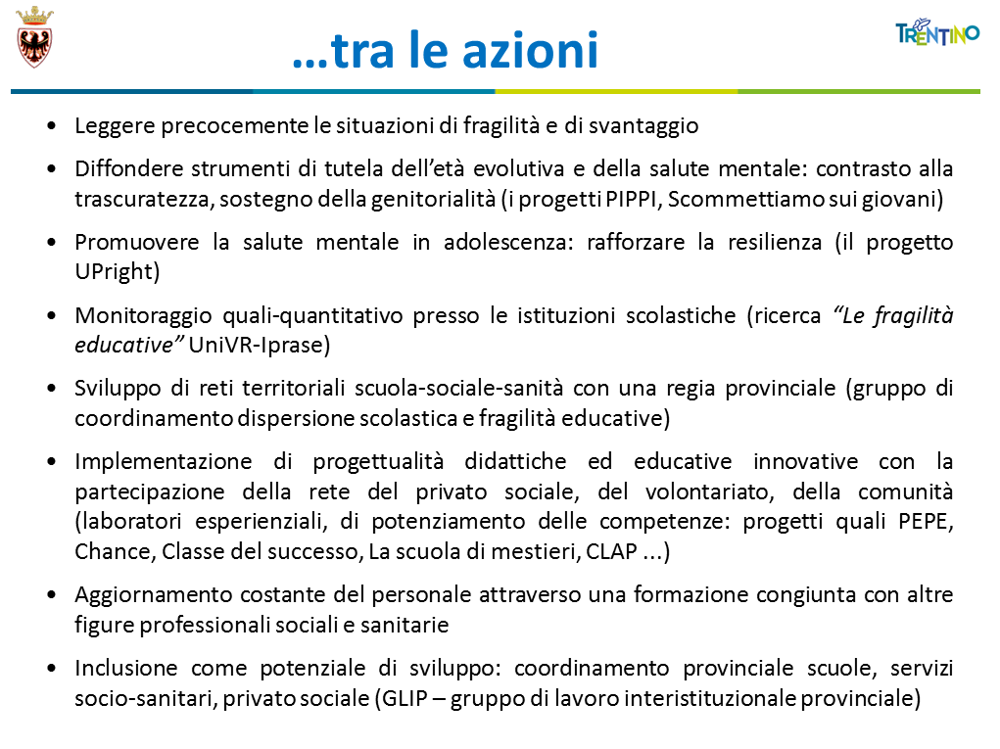 …tra le azioni
TRENTINO
• Leggere precocemente le situazioni di fragilità e di svantaggio
• Diffondere strumenti di tutela dell’età evolutiva e della salute mentale: contrasto alla
trascuratezza, sostegno della genitorialità (i progetti PIPPI, Scommettiamo sui giovani)
• Promuovere la salute mentale in adolescenza: rafforzare la resilienza (il progetto
UPright)
• Monitoraggio quali-quantitativo presso le istituzioni scolastiche (ricerca “Le fragilità
educative” UniVR-Iprase)
• Sviluppo di reti territoriali scuola-sociale-sanità con una regia provinciale (gruppo di
coordinamento dispersione scolastica e fragilità educative)
• Implementazione di progettualità didattiche ed educative innovative con la
partecipazione della rete del privato sociale, del volontariato, della comunità
(laboratori esperienziali, di potenziamento delle competenze: progetti quali PEPE,
Chance, Classe del successo, La scuola di mestieri, CLAP ...)
• Aggiornamento costante del personale attraverso una formazione congiunta con altre
figure professionali sociali e sanitarie
• Inclusione come potenziale di sviluppo: coordinamento provinciale scuole, servizi
socio-sanitari, privato sociale (GLIP – gruppo di lavoro interistituzionale provinciale)